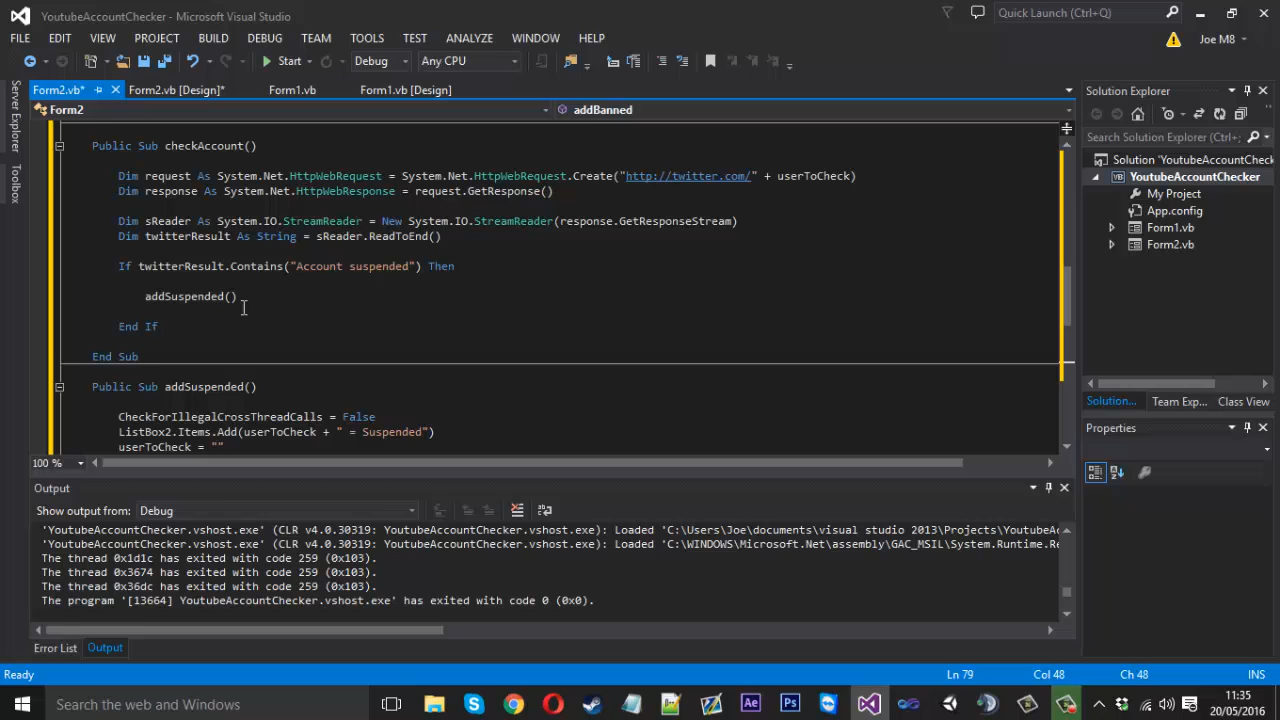 YoutubeAccountChecker - Microsoft Visual Studio
Quick Launch (Ctrl+Q)
FILE EDIT VIEW PROJECT BUILD DEBUG TEAM TOOLS TEST ANALYZE WINDOW HELP
Joe M8
Start Debug Any CPU
Server Explorer
Toolbox
Form2.vb* Form2.vb [Design]* Form1.vb Form1.vb [Design]
Form2 addBanned
Public Sub checkAccount()
Dim request As System.Net.HttpWebRequest = System.Net.HttpWebRequest.Create("http://twitter.com/" + userToCheck)
Dim response As System.Net.HttpWebResponse = request.GetResponse()
Dim sReader As System.IO.StreamReader = New System.IO.StreamReader(response.GetResponseStream)
Dim twitterResult As String = sReader.ReadToEnd()
If twitterResult.Contains("Account suspended") Then
addSuspended()
End If
End Sub
Public Sub addSuspended()
CheckForIllegalCrossThreadCalls = False
ListBox2.Items.Add(userToCheck + " = Suspended")
userToCheck = ""
100 %
Solution Explorer
Search Solution Explorer (Ctrl+;
Solution 'YoutubeAccountCheck
YoutubeAccountChecker
My Project
App.config
Form1.vb
Form2.vb
Solution... Team Exp... Class View
Properties
Output
Show output from: Debug
'YoutubeAccountChecker.vshost.exe' (CLR v4.0.30319: YoutubeAccountChecker.vshost.exe): Loaded 'C:\Users\Joe\documents\visual studio 2013\Projects\YoutubeAc
'YoutubeAccountChecker.vshost.exe' (CLR v4.0.30319: YoutubeAccountChecker.vshost.exe): Loaded 'C:\WINDOWS\Microsoft.Net\assembly\GAC_MSIL\System.Runtime.Re
The thread 0x1d1c has exited with code 259 (0x103).
The thread 0x3674 has exited with code 259 (0x103).
The thread 0x36dc has exited with code 259 (0x103).
The program '[13664] YoutubeAccountChecker.vshost.exe' has exited with code 0 (0x0).
Error List Output
Ready Ln 79 Col 48 Ch 48 INS
Search the web and Windows
Ae Ps
11:35
20/05/2016